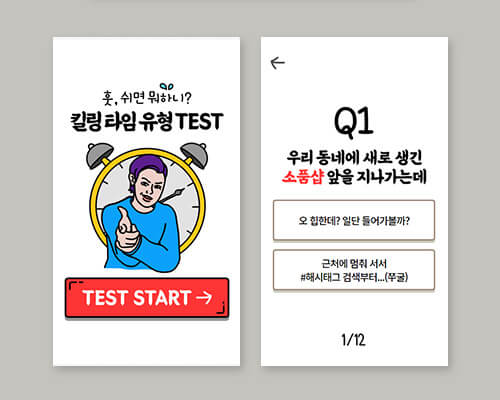 훗, 쉬면 뭐하니?
킬링 타임 유형 TEST
TEST START →
←
Q1
우리 동네에 새로 생긴
소품샵 앞을 지나가는데
오 힙한데? 일단 들어가볼까?
근처에 멈춰 서서
#해시태그 검색부터...(쭈굴)
1/12